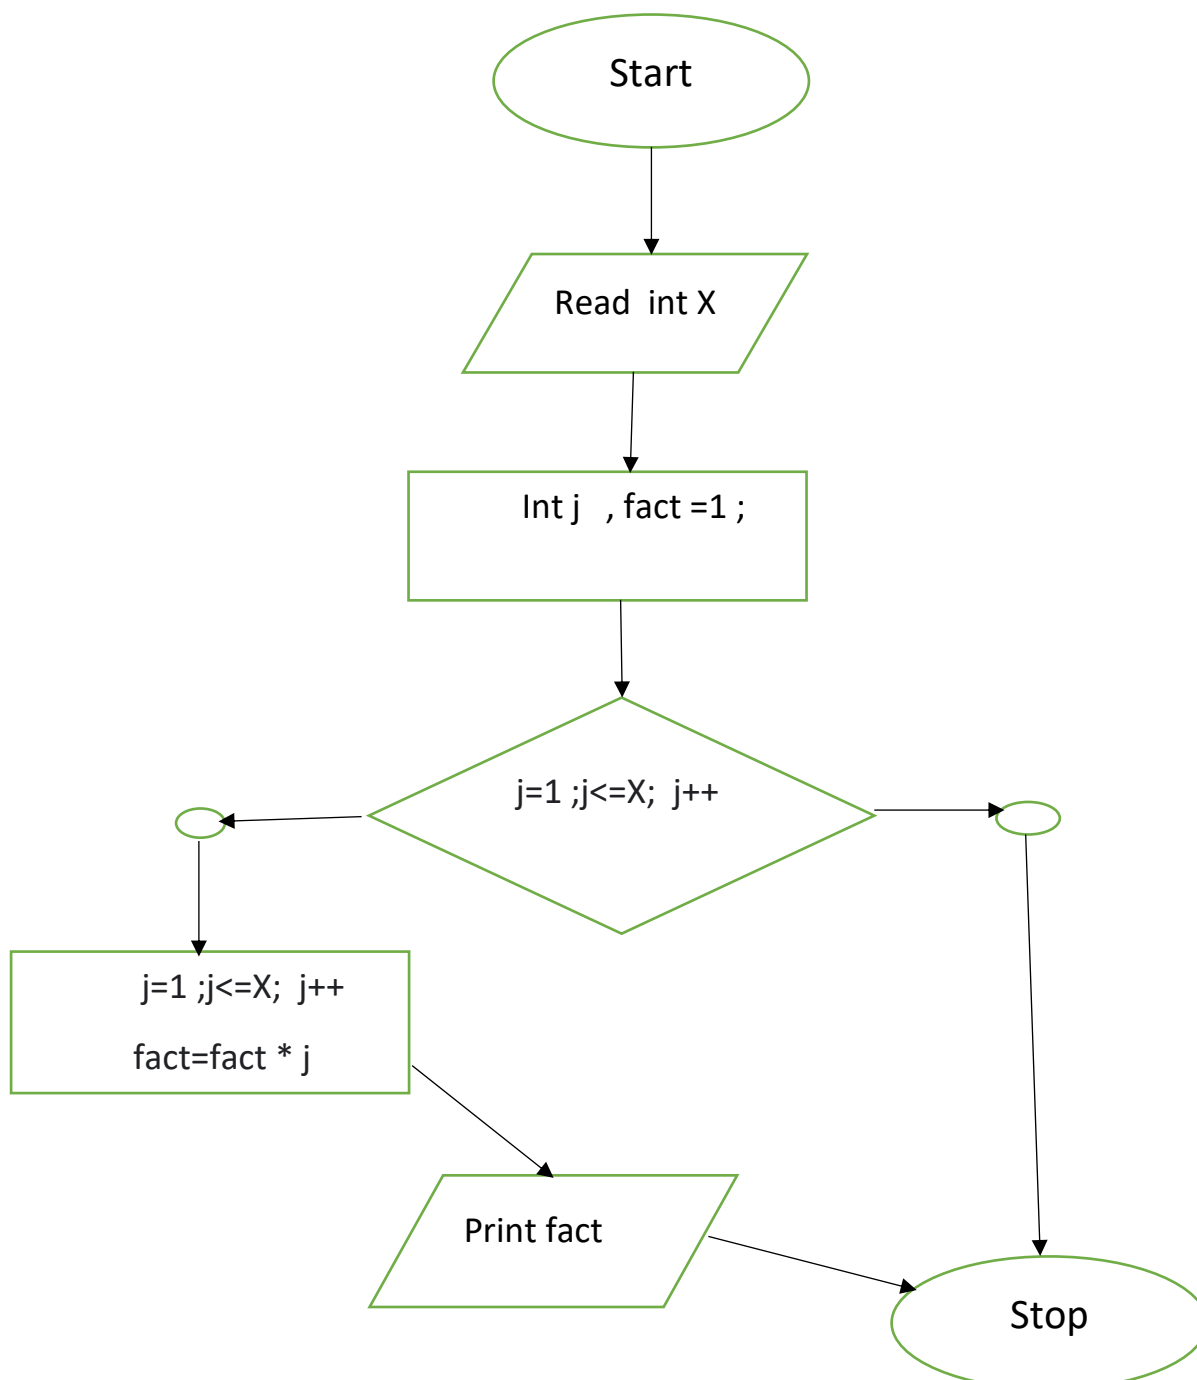 Start
Read  int X
Int j   , fact =1 ;
j=1 ;j<=X;  j++
j=1 ;j<=X;  j++
fact=fact * j
Print fact
Stop